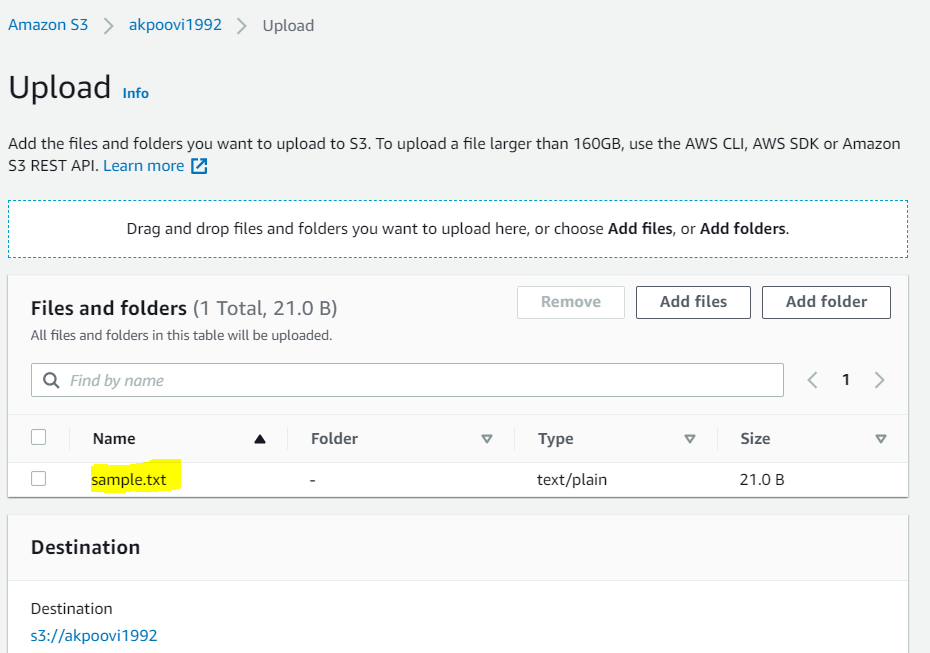 Amazon S3 > akpoovi1992 > Upload
Upload Info
Add the files and folders you want to upload to S3. To upload a file larger than 160GB, use the AWS CLI, AWS SDK or Amazon
S3 REST API. Learn more
Drag and drop files and folders you want to upload here, or choose Add files, or Add folders.
Files and folders (1 Total, 21.0 B)
Remove Add files Add folder
All files and folders in this table will be uploaded.
Find by name
< 1 >
Name Folder Type Size
sample.txt - text/plain 21.0 B
Destination
Destination
s3://akpoovi1992